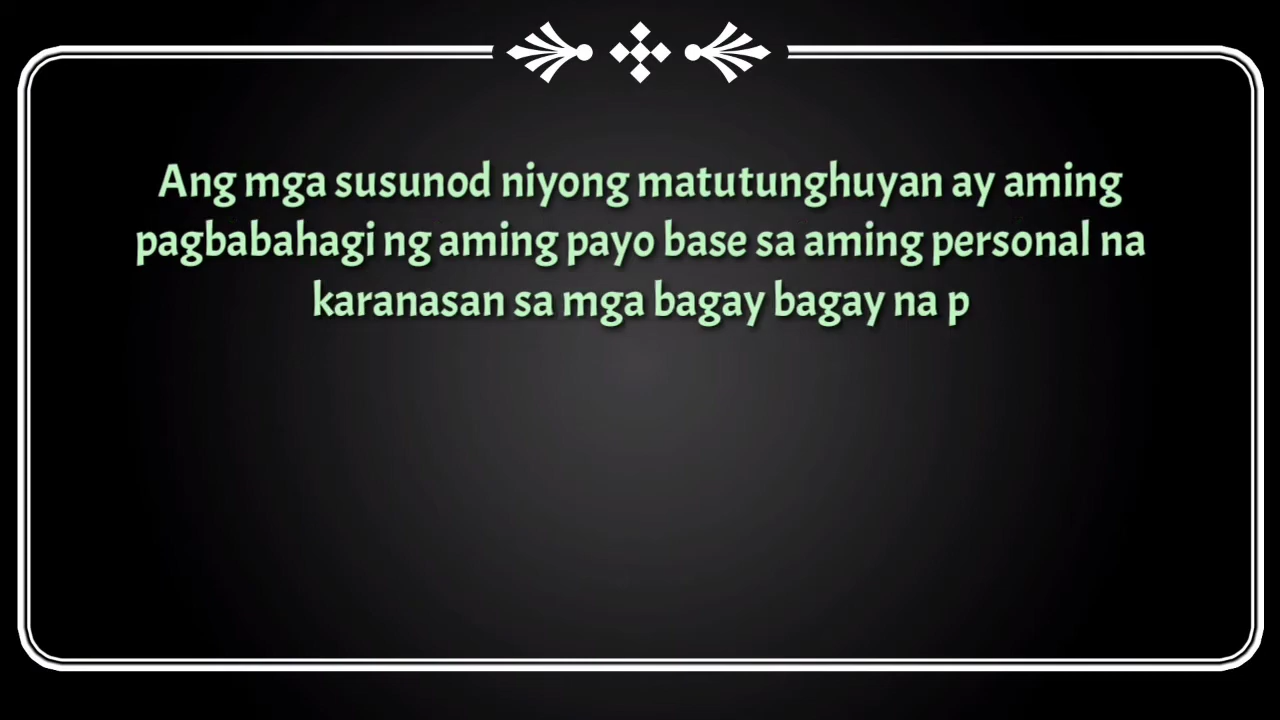 Ang mga susunod niyong matutunghuyan ay aming
pagbabahagi ng aming payo base sa aming personal na
karanasan sa mga bagay bagay na p